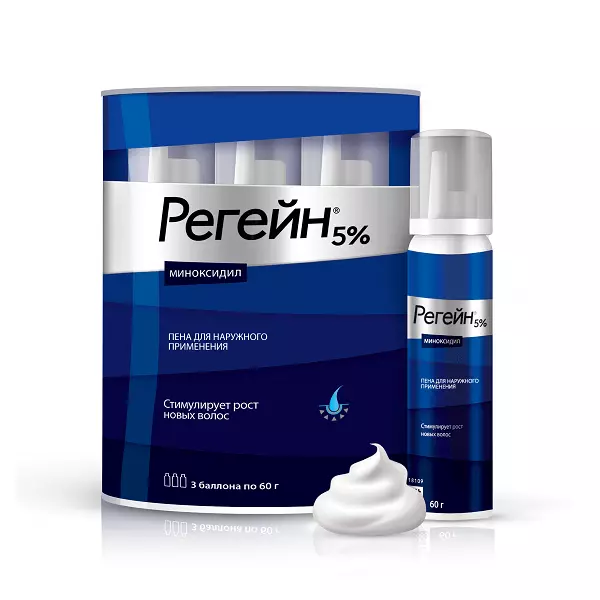 Регейн® 5%
МИНОКСИДИЛ
ПЕНА ДЛЯ НАРУЖНОГО
ПРИМЕНЕНИЯ
Стимулирует рост
новых волос
3 баллона по 60 г
Регейн® 5%
МИНОКСИДИЛ
ПЕНА ДЛЯ НАРУЖНОГО
ПРИМЕНЕНИЯ
Стимулирует рост
новых волос
18109
60 г